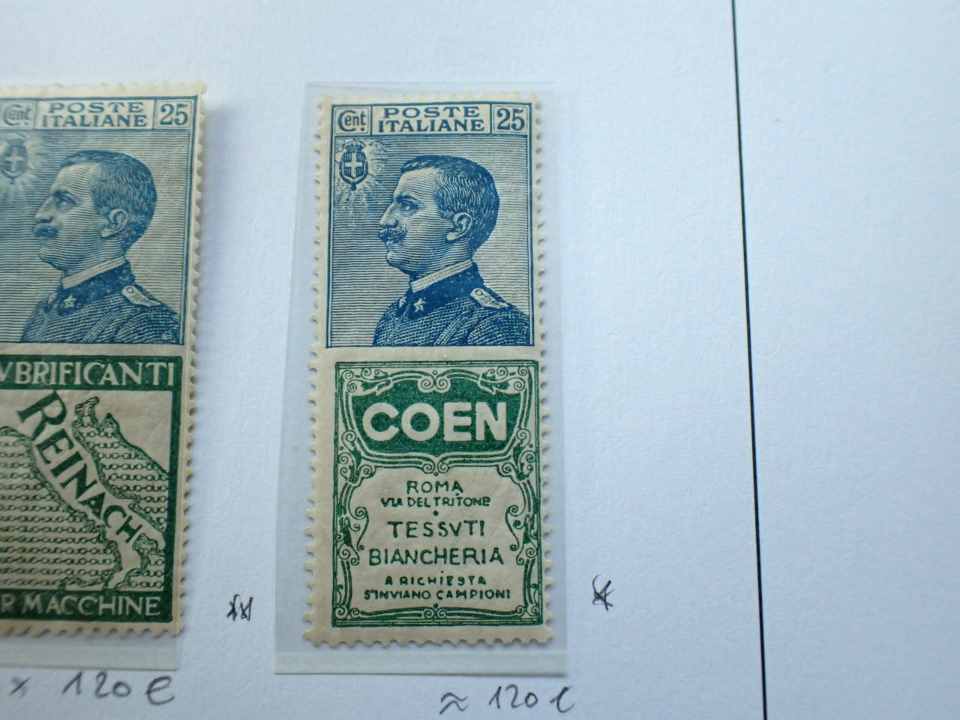 Cent. POSTE ITALIANE 25
VBRIFICANTI
REINACH
R MACCHINE
120 €
Cent. POSTE ITALIANE 25
COEN
ROMA
VIA DEL TRITONE
TESSVTI
BIANCHERIA
A RICHIESTA
S'INVIANO CAMPIONI
≈ 120 €